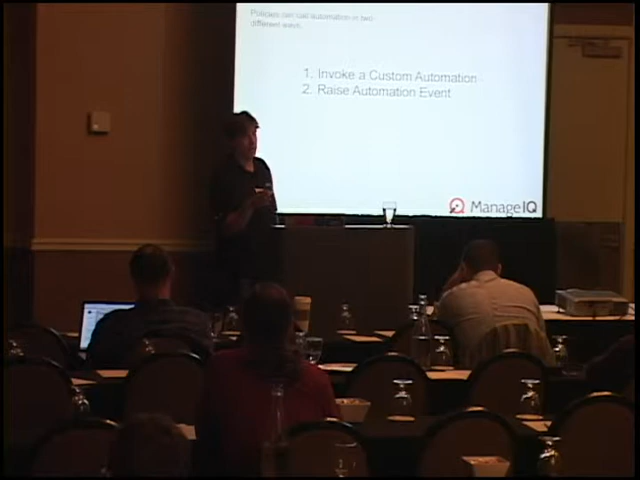 Policies can call automation in two
different ways.
1. Invoke a Custom Automation
2. Raise Automation Event
ManageIQ